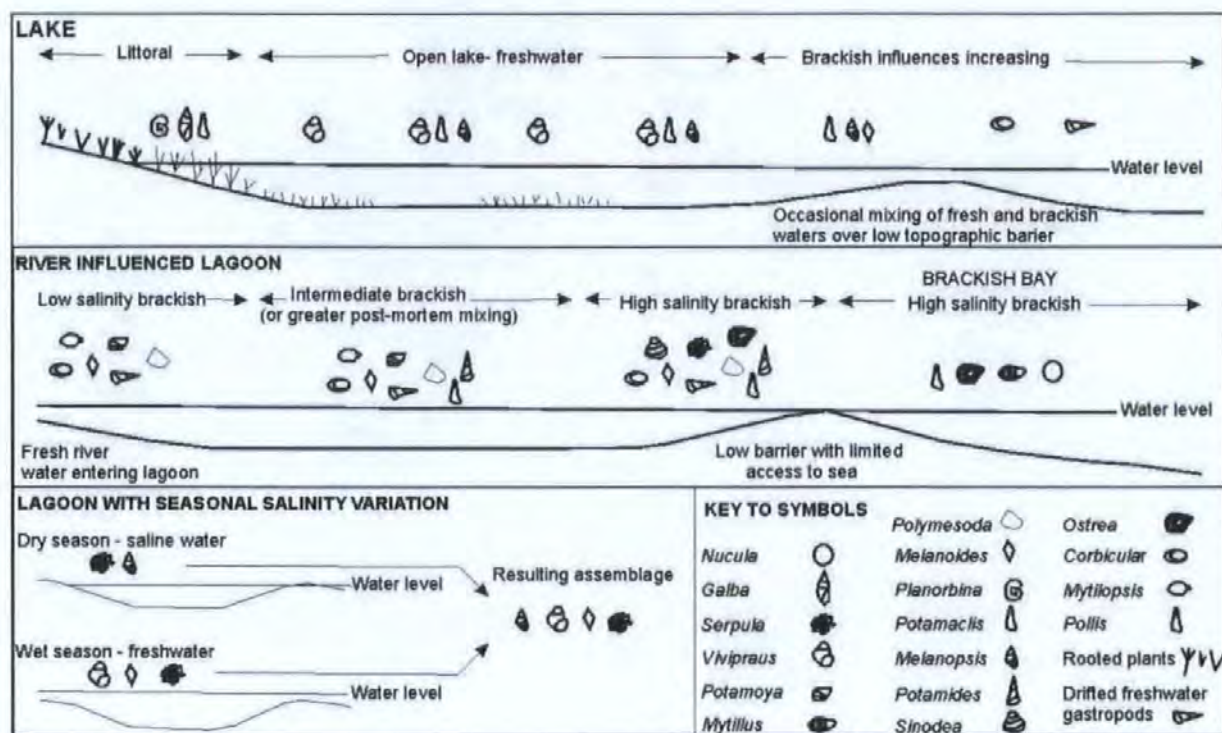 LAKE
Littoral
Open lake- freshwater
Brackish influences increasing
Water level
Occasional mixing of fresh and brackish
waters over low topographic barier
RIVER INFLUENCED LAGOON
BRACKISH BAY
Low salinity brackish
Intermediate brackish
(or greater post-mortem mixing)
High salinity brackish
High salinity brackish
Water level
Fresh river
water entering lagoon
Low barrier with limited
access to sea
LAGOON WITH SEASONAL SALINITY VARIATION
Dry season - saline water
Water level
Resulting assemblage
Wet season - freshwater
Water level
KEY TO SYMBOLS
Nucula
Galba
Serpula
Vivipraus
Potamoya
Mytillus
Polymesoda
Melanoides
Planorbina
Potamaclis
Melanopsis
Potamides
Sinodea
Ostrea
Corbicular
Mytilopsis
Pollis
Rooted plants
Drifted freshwater
gastropods